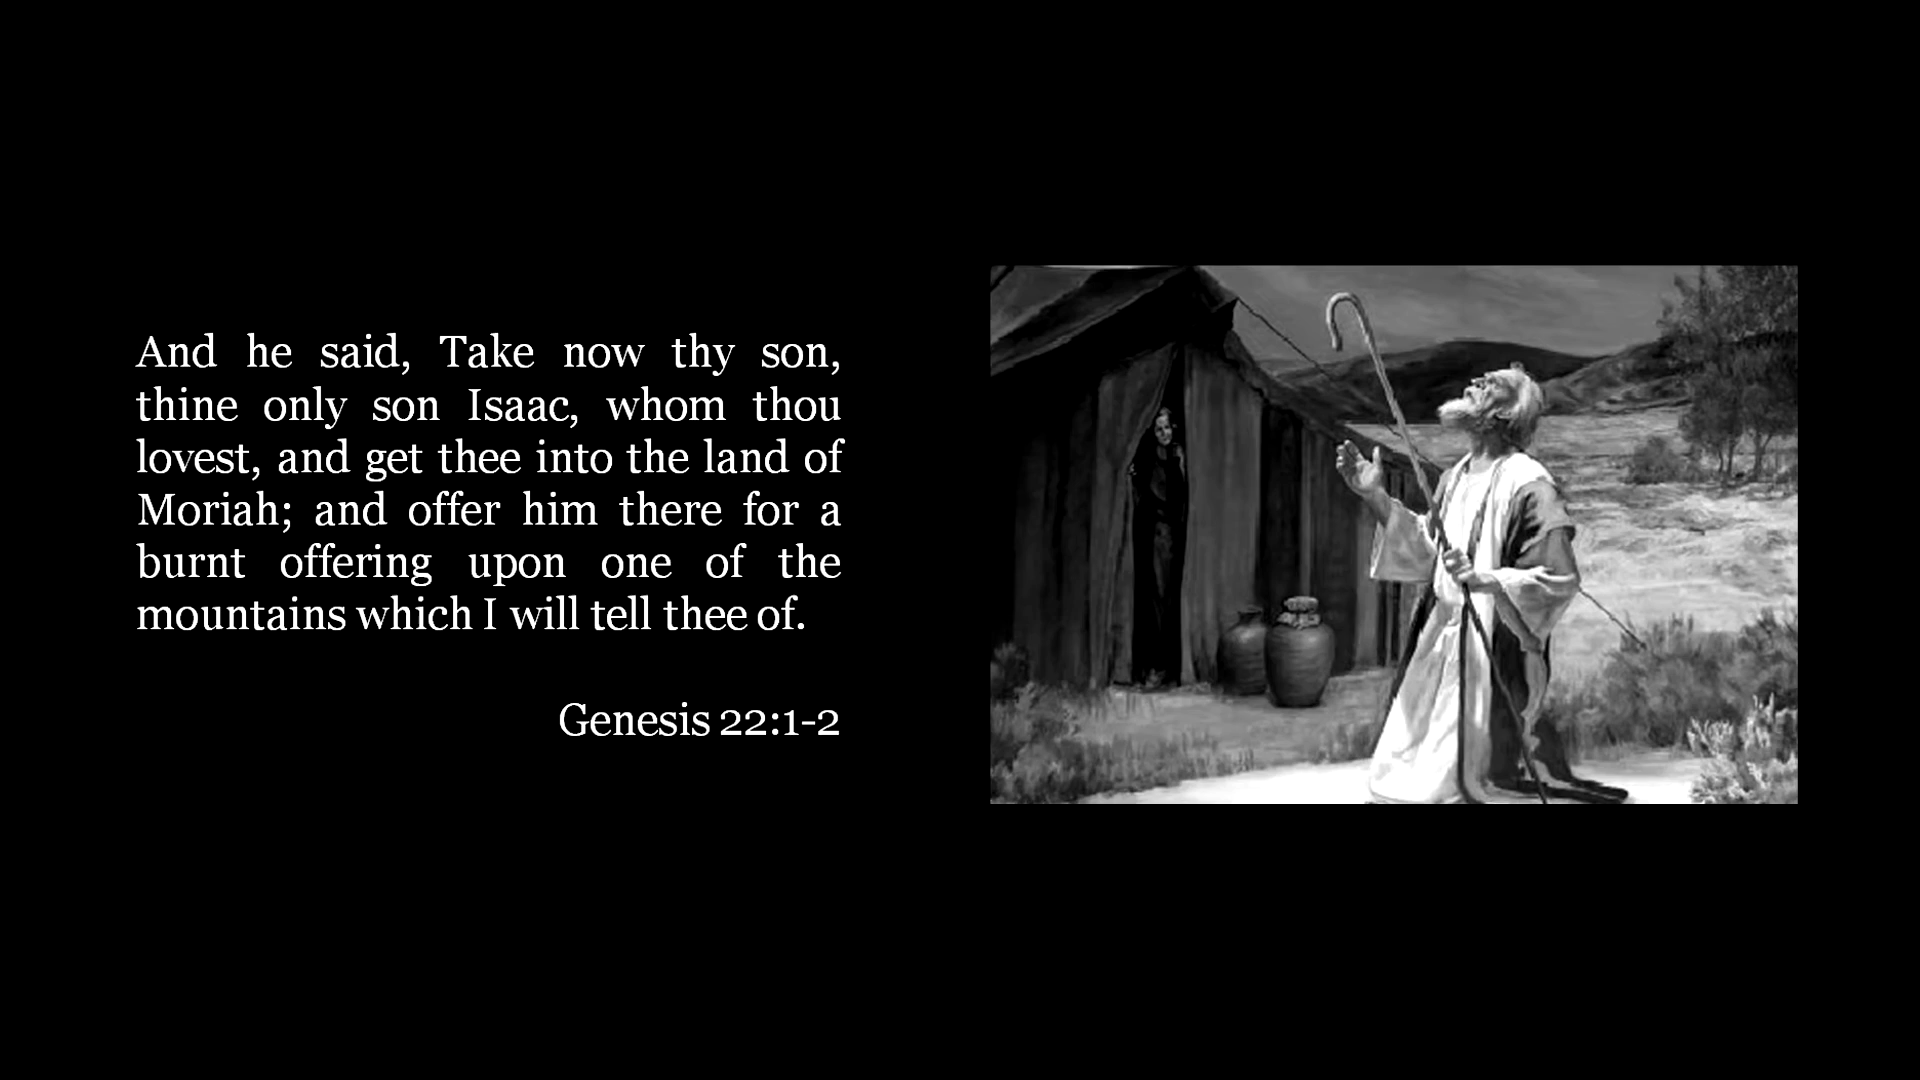 And he said, Take now thy son,
thine only son Isaac, whom thou
lovest, and get thee into the land of
Moriah; and offer him there for a
burnt offering upon one of the
mountains which I will tell thee of.
Genesis 22:1-2